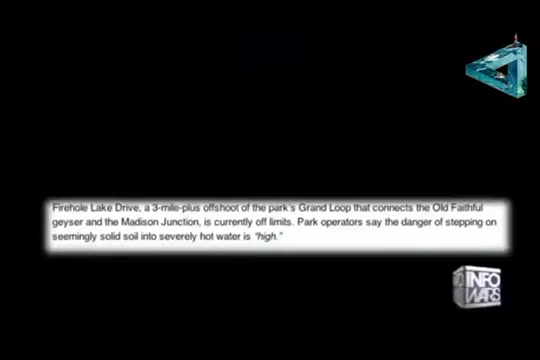 Firehole Lake Drive, a 3-mile-plus offshoot of the park's Grand Loop that connects the Old Faithful
geyser and the Madison Junction, is currently off limits. Park operators say the danger of stepping on
seemingly solid soil into severely hot water is "high."
INFO
WARS